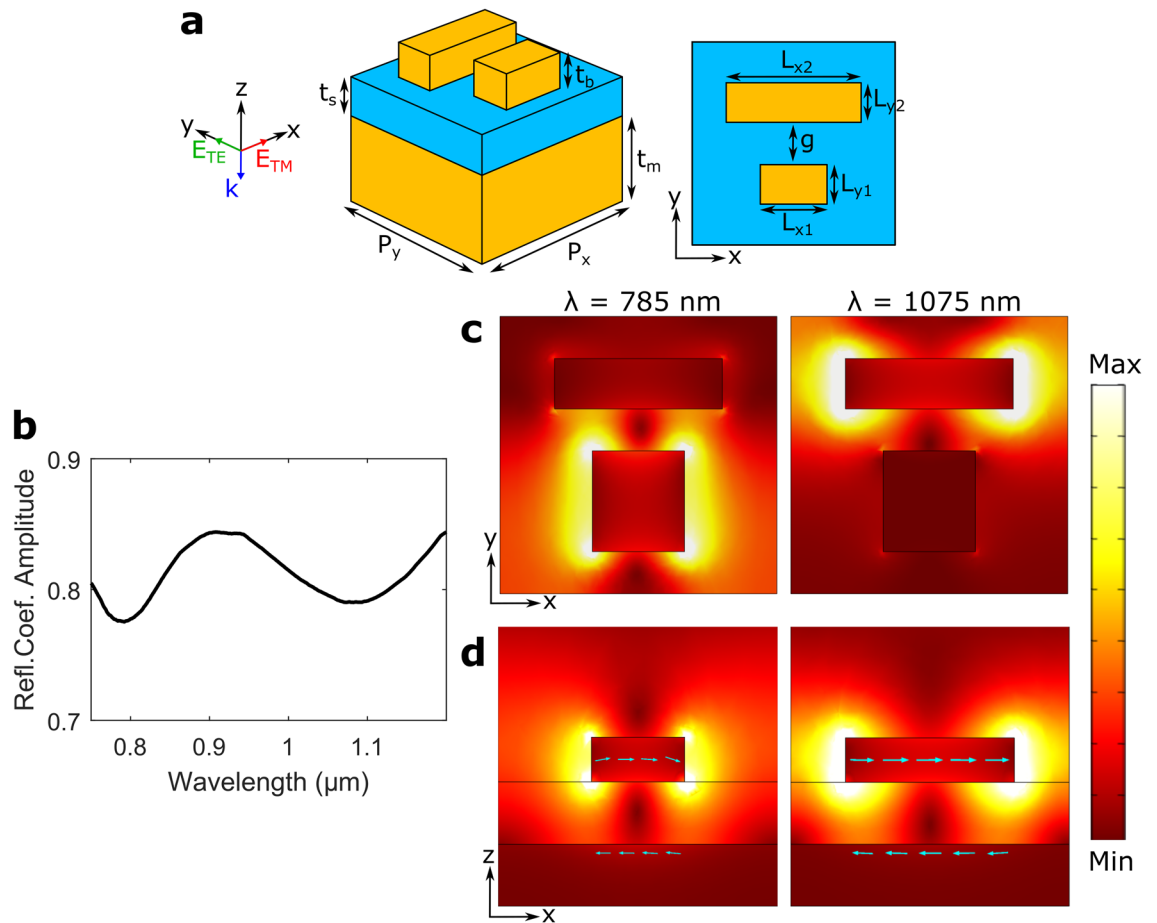 a
z
y
x
E_TE
E_TM
k
t_s
t_b
t_m
P_y
P_x
L_x2
L_y2
g
L_y1
L_x1
y
x
λ = 785 nm
λ = 1075 nm
c
y
x
Max
Min
b
0.9
0.8
0.7
Refl.Coef. Amplitude
0.8
0.9
1
1.1
Wavelength (μm)
d
z
x